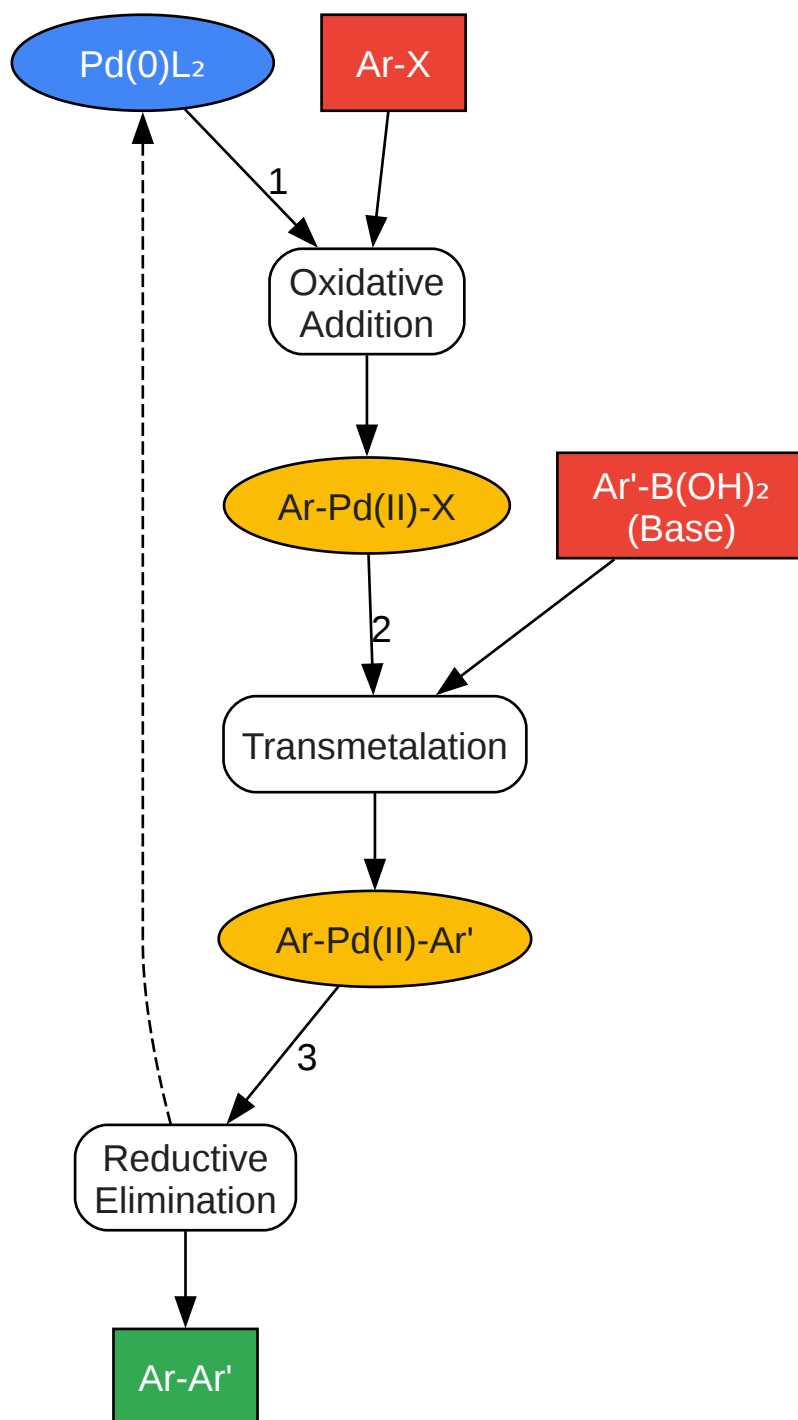 Pd(0)L₂
Ar-X
1
Oxidative
Addition
Ar-Pd(II)-X
Ar'-B(OH)₂
(Base)
2
Transmetalation
Ar-Pd(II)-Ar'
3
Reductive
Elimination
Ar-Ar'